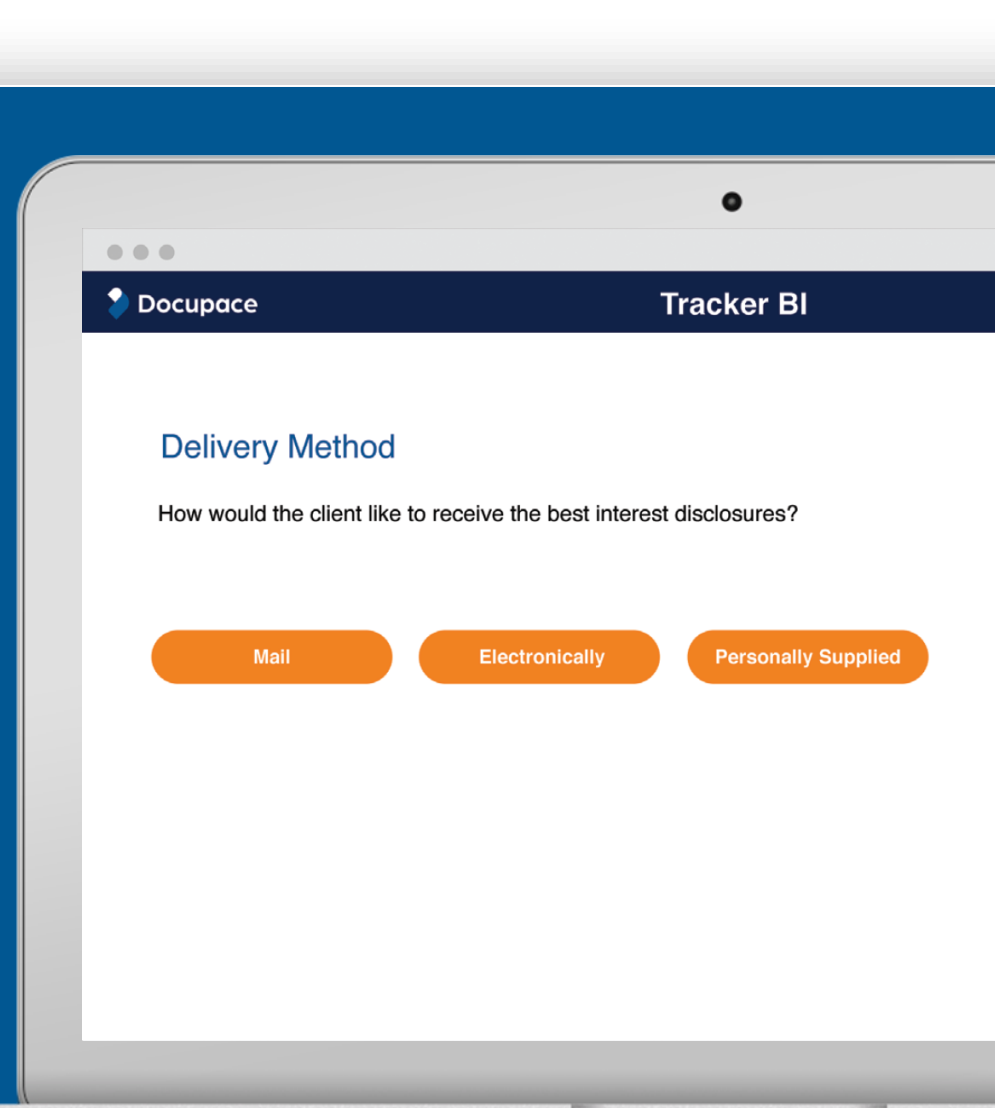 Docupace
Tracker BI
Delivery Method
How would the client like to receive the best interest disclosures?
Mail
Electronically
Personally Supplied